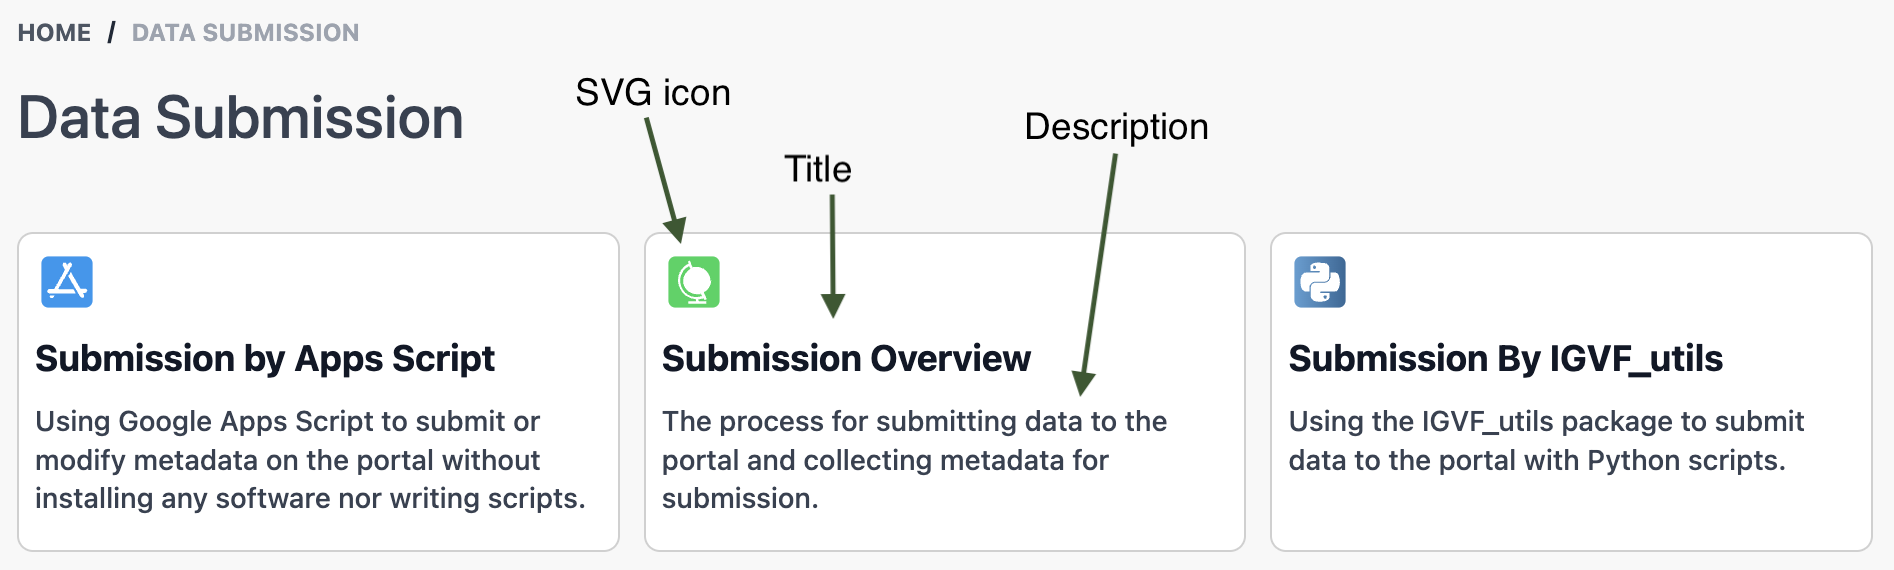 HOME / DATA SUBMISSION
Data Submission
SVG icon
Title
Description
Submission by Apps Script
Using Google Apps Script to submit or
modify metadata on the portal without
installing any software nor writing scripts.
Submission Overview
The process for submitting data to the
portal and collecting metadata for
submission.
Submission By IGVF_utils
Using the IGVF_utils package to submit
data to the portal with Python scripts.